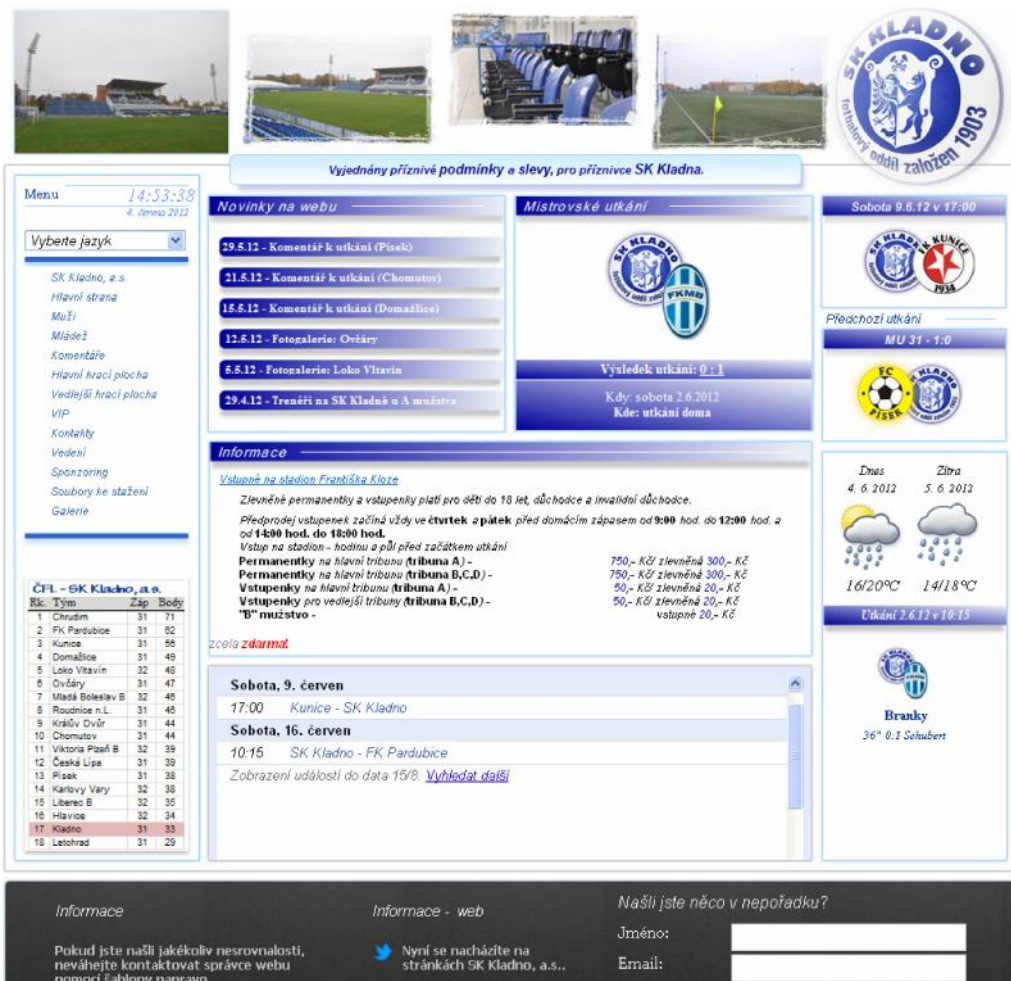 SK KLADNO
fotbalový oddíl založen 1903
Vyjednány příznivé podmínky a slevy, pro příznivce SK Kladna.
Menu
14:53:38
4. června 2012
Vyberte jazyk
SK Kladno, a.s.
Hlavní strana
Muži
Mládež
Komentáře
Hlavní hrací plocha
Vedlejší hrací plocha
VIP
Kontakty
Vedení
Sponzoring
Soubory ke stažení
Galerie
ČFL - SK Kladno, a.s.
Rk. Tým Záp Body
1 Chrudim 31 71
2 FK Pardubice 31 62
3 Kunice 31 56
4 Domažlice 31 49
5 Loko Vltavín 32 48
6 Ovčáry 31 47
7 Mladá Boleslav B 32 46
8 Roudnice n.L. 31 46
9 Králův Dvůr 31 44
10 Chomutov 31 44
11 Viktoria Plzeň B 32 39
12 Česká Lípa 31 39
13 Písek 31 38
14 Karlovy Vary 32 38
15 Liberec B 32 35
16 Hlavice 32 34
17 Kladno 31 33
18 Letohrad 31 29
Novinky na webu
29.5.12 - Komentář k utkání (Písek)
21.5.12 - Komentář k utkání (Chomutov)
15.5.12 - Komentář k utkání (Domažlice)
12.5.12 - Fotogalerie: Ovčáry
5.5.12 - Fotogalerie: Loko Vltavín
29.4.12 - Trenéři na SK Kladně u A mužstva
Mistrovské utkání
SK KLADNO
fotbalový oddíl založen 1903
FKMB
Výsledek utkání: 0 : 1
Kdy: sobota 2.6.2012
Kde: utkání doma
Informace
Vstupné na stadion Františka Kloze
Zlevněné permanentky a vstupenky platí pro děti do 18 let, důchodce a invalidní důchodce.
Předprodej vstupenek začíná vždy ve čtvrtek a pátek před domácím zápasem od 9:00 hod. do 12:00 hod. a
od 14:00 hod. do 18:00 hod.
Vstup na stadion - hodinu a půl před začátkem utkání
Permanentky na hlavní tribunu (tribuna A) - 750,- Kč/ zlevněná 300,- Kč
Permanentky na hlavní tribunu (tribuna B,C,D) - 750,- Kč/ zlevněná 300,- Kč
Vstupenky na hlavní tribunu (tribuna A) - 50,- Kč/ zlevněná 20,- Kč
Vstupenky pro vedlejší tribuny (tribuna B,C,D) - 50,- Kč/ zlevněná 20,- Kč
"B" mužstvo - vstupné 20,- Kč
zcela zdarma!
Sobota, 9. červen
17:00 Kunice - SK Kladno
Sobota, 16. červen
10:15 SK Kladno - FK Pardubice
Zobrazení událostí do data 15/8. Vyhledat další
Sobota 9.6.12 v 17:00
SK KLADNO
FK KUNICE
1934
Předchozí utkání
MU 31 - 1:0
FC
PÍSEK
SK KLADNO
Dnes Zítra
4. 6. 2012 5. 6. 2012
16/20°C 14/18°C
Utkání 2.6.12 v 10:15
Branky
36" 0:1 Schubert
Informace
Pokud jste našli jakékoliv nesrovnalosti,
neváhejte kontaktovat správce webu
pomocí šablony napravo
Informace - web
Nyní se nacházíte na
stránkách SK Kladno, a.s..
Našli jste něco v nepořádku?
Jméno:
Email: